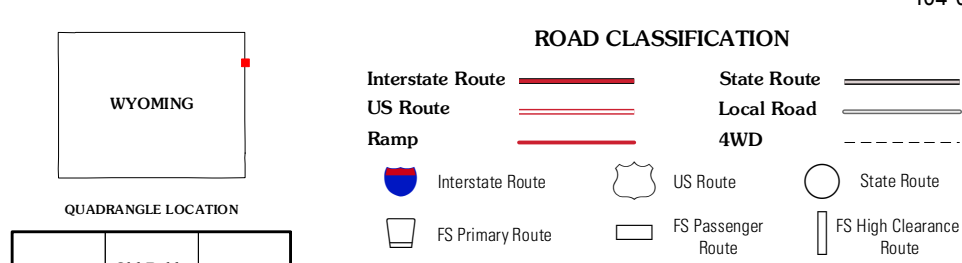 ROAD CLASSIFICATION
WYOMING
QUADRANGLE LOCATION
Interstate Route
State Route
US Route
Local Road
Ramp
4WD
Interstate Route
US Route
State Route
FS Primary Route
FS Passenger
Route
FS High Clearance
Route